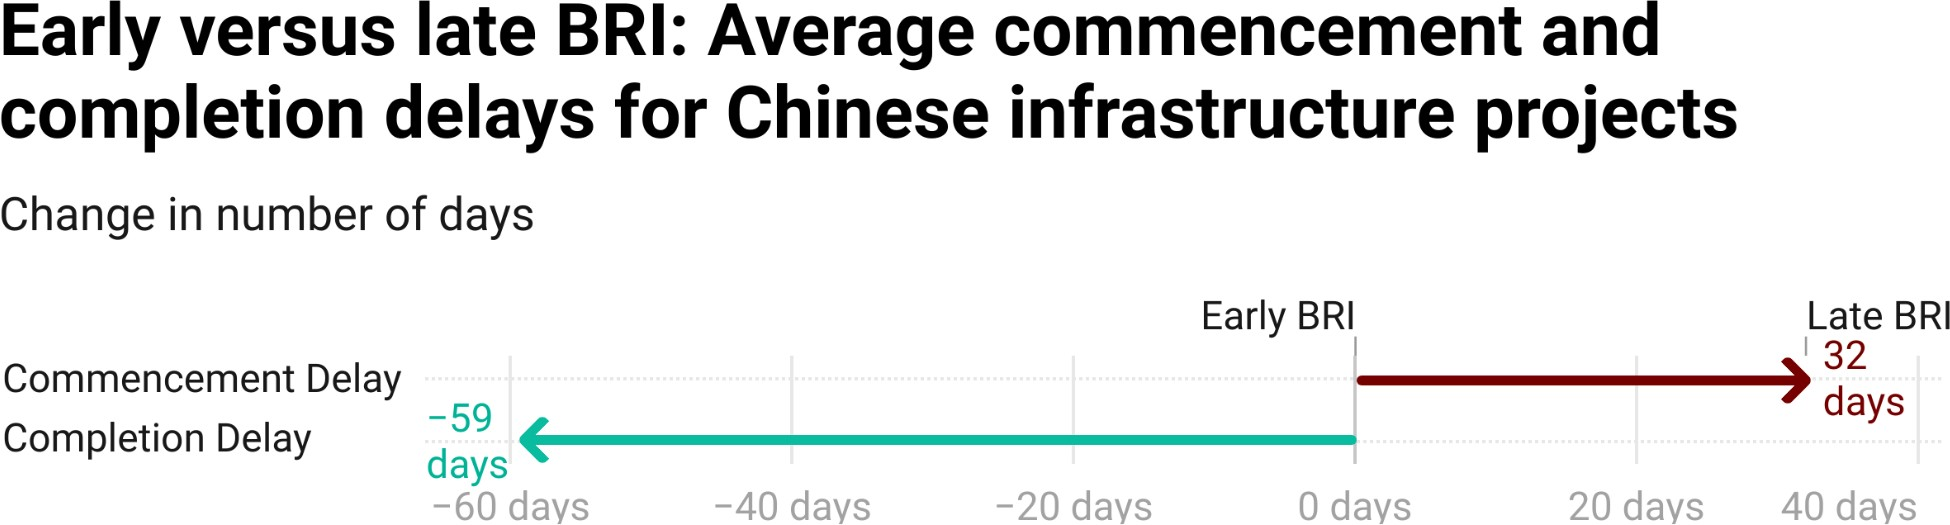 Early versus late BRI: Average commencement and
completion delays for Chinese infrastructure projects
Change in number of days
Early BRI
Late BRI
Commencement Delay
32
days
Completion Delay
−59
days
−60 days
−40 days
−20 days
0 days
20 days
40 days